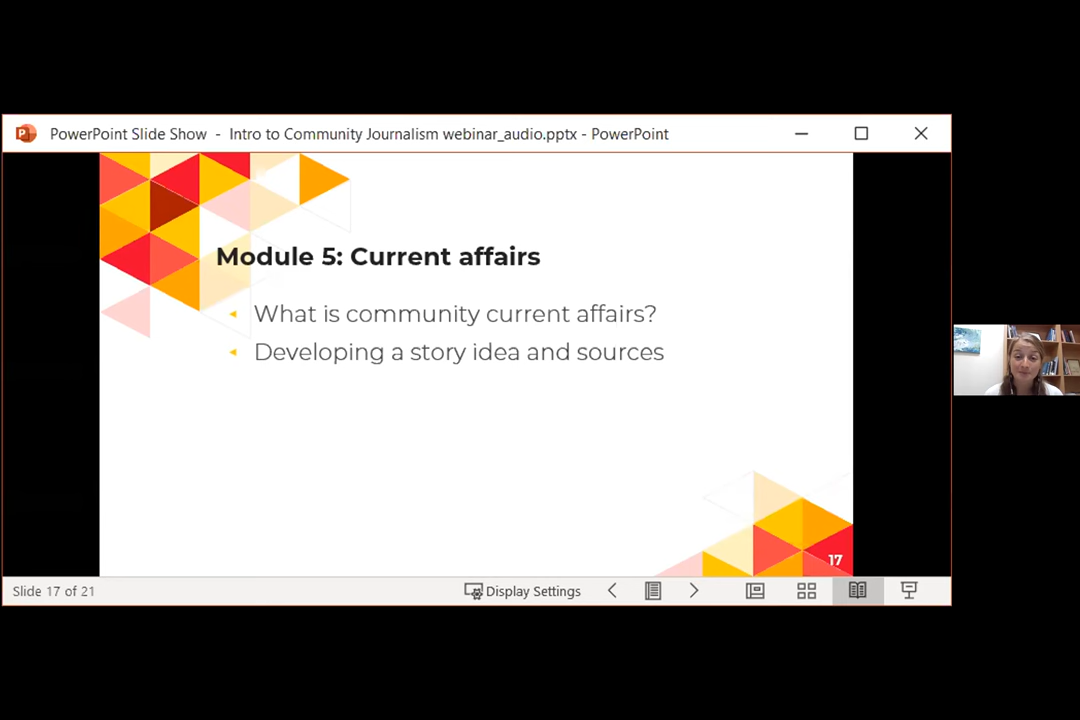 PowerPoint Slide Show - Intro to Community Journalism webinar_audio.pptx - PowerPoint
Module 5: Current affairs
What is community current affairs?
Developing a story idea and sources
17
Slide 17 of 21
Display Settings